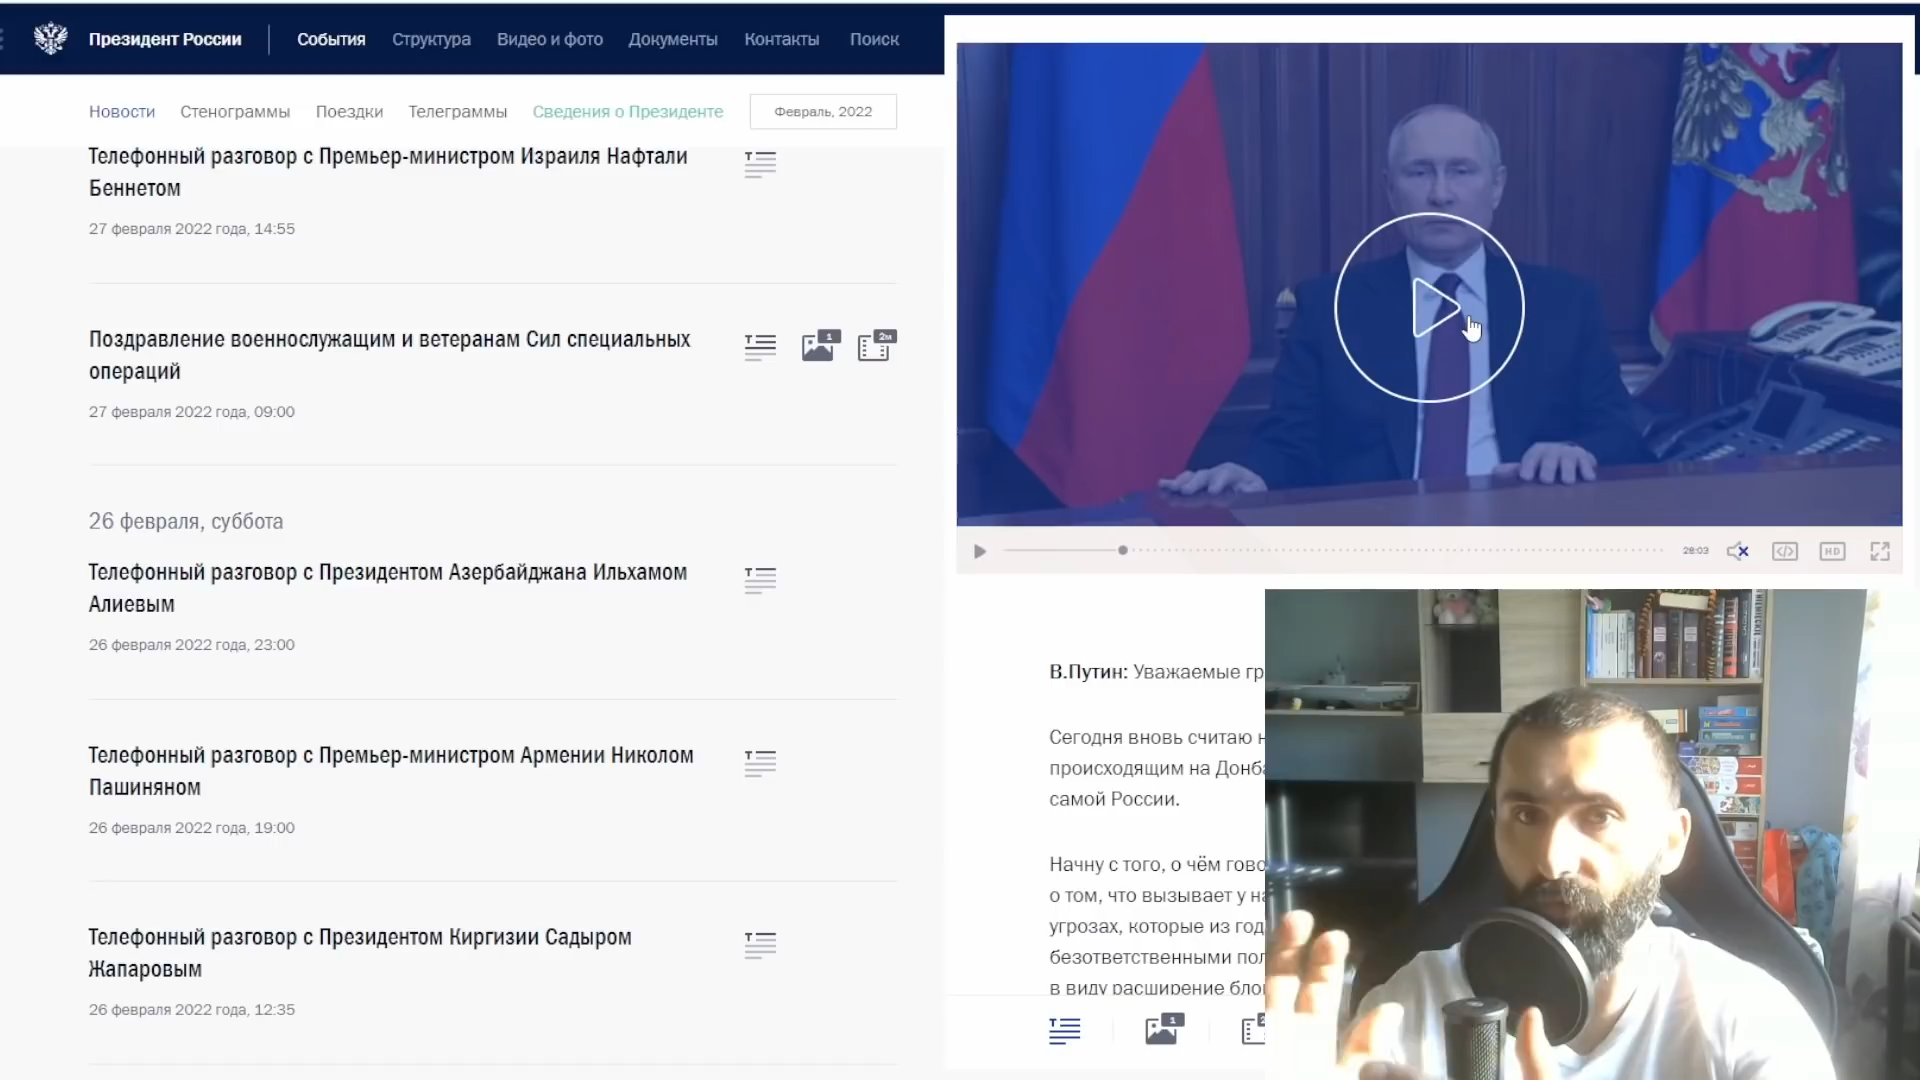 Президент России
События
Структура
Видео и фото
Документы
Контакты
Поиск
Новости
Стенограммы
Поездки
Телеграммы
Сведения о Президенте
Февраль, 2022
Телефонный разговор с Премьер-министром Израиля Нафтали
Беннетом
27 февраля 2022 года, 14:55
Поздравление военнослужащим и ветеранам Сил специальных
операций
1
2м
27 февраля 2022 года, 09:00
26 февраля, суббота
Телефонный разговор с Президентом Азербайджана Ильхамом
Алиевым
26 февраля 2022 года, 23:00
Телефонный разговор с Премьер-министром Армении Николом
Пашиняном
26 февраля 2022 года, 19:00
Телефонный разговор с Президентом Киргизии Садыром
Жапаровым
26 февраля 2022 года, 12:35
28:03
HD
В.Путин: Уважаемые гр
Сегодня вновь считаю н
происходящим на Донба
самой России.
Начну с того, о чём гово
о том, что вызывает у на
угрозах, которые из год
безответственными пол
в виду расширение бло
1
2